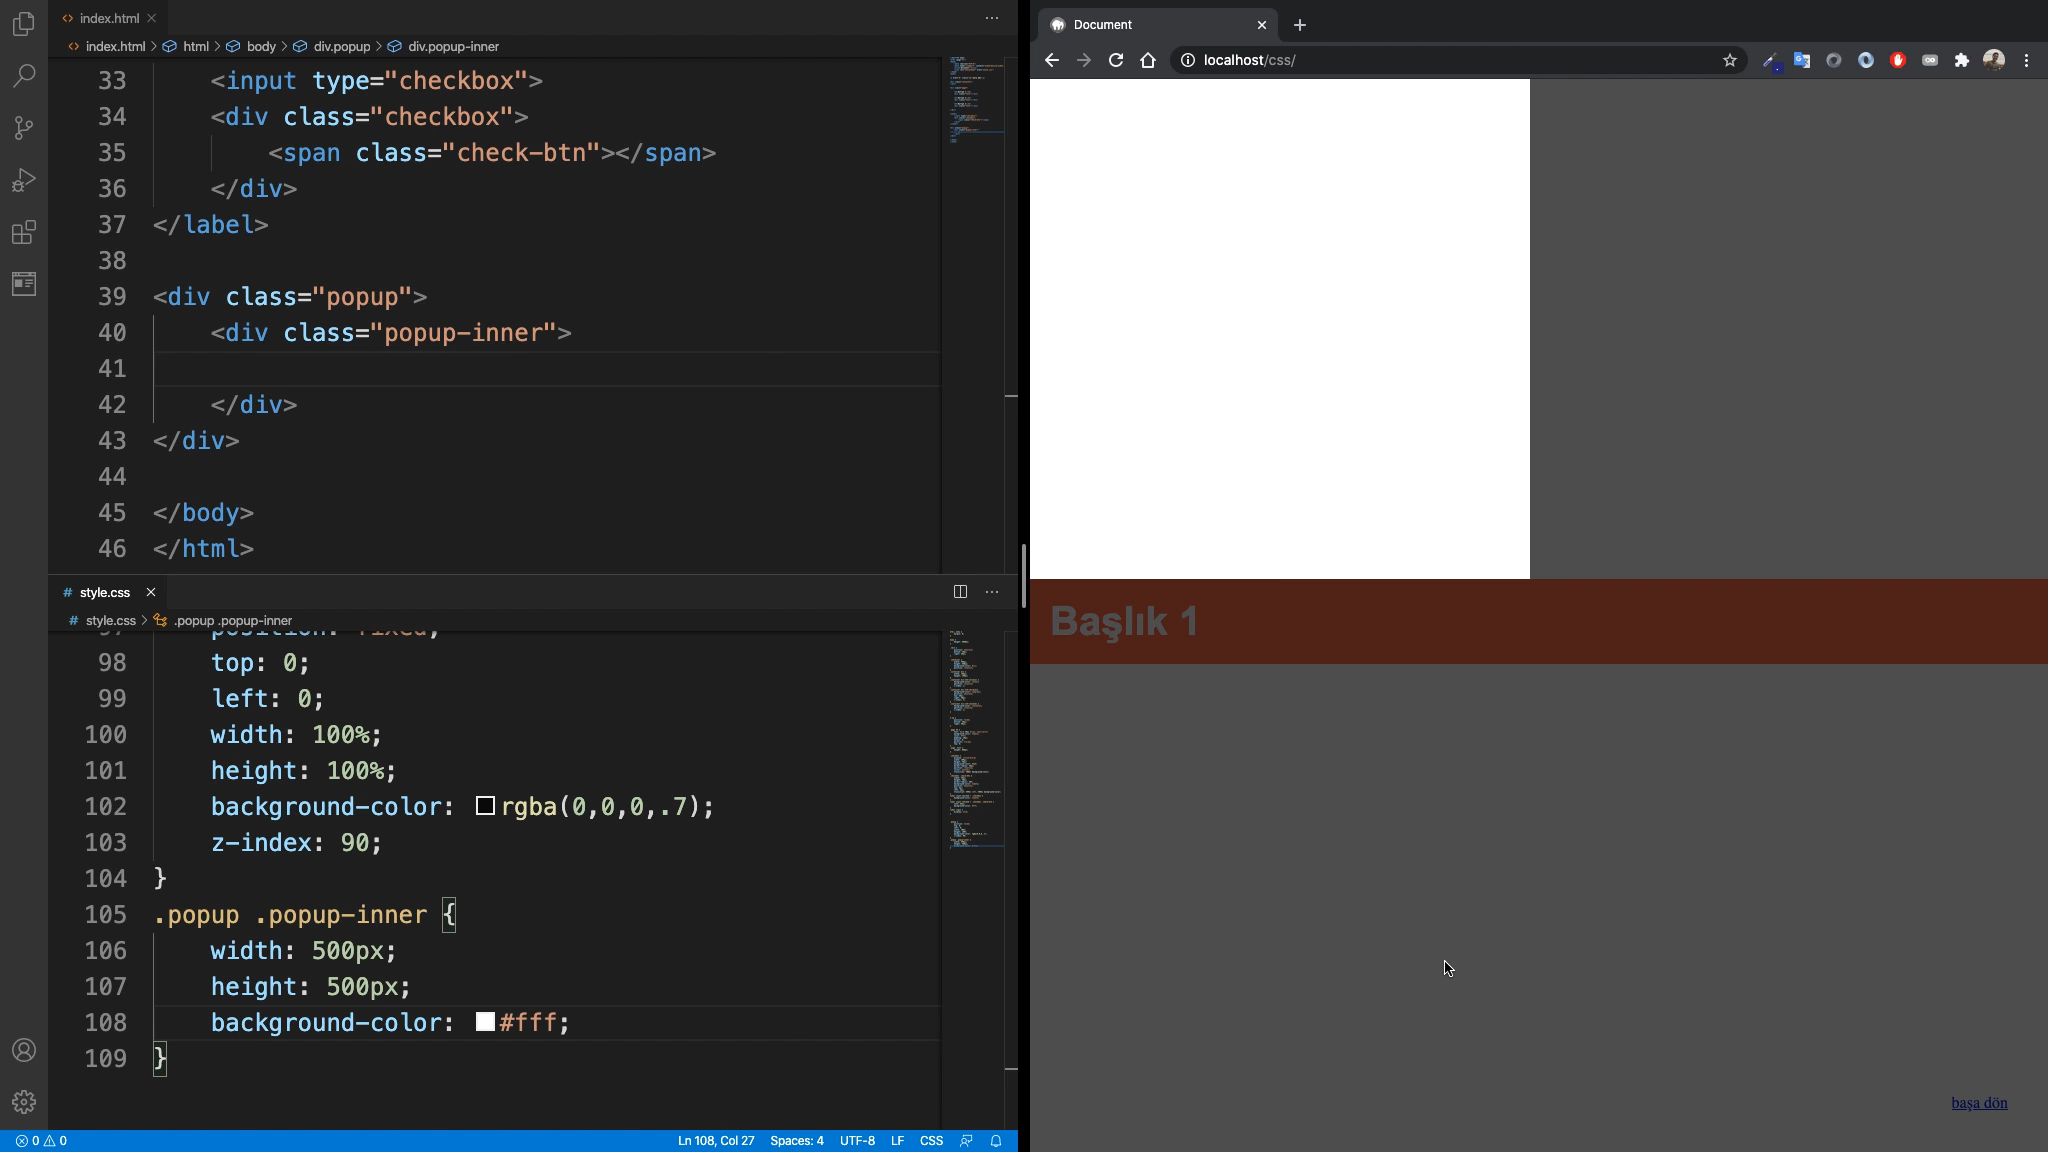 index.html
index.html > html > body > div.popup > div.popup-inner
33 <input type="checkbox">
34 <div class="checkbox">
35 <span class="check-btn"></span>
36 </div>
37 </label>
38
39 <div class="popup">
40 <div class="popup-inner">
41
42 </div>
43 </div>
44
45 </body>
46 </html>
# style.css
# style.css > .popup .popup-inner
97 position: fixed;
98 top: 0;
99 left: 0;
100 width: 100%;
101 height: 100%;
102 background-color: rgba(0,0,0,.7);
103 z-index: 90;
104 }
105 .popup .popup-inner {
106 width: 500px;
107 height: 500px;
108 background-color: #fff;
109 }
0 0 Ln 108, Col 27 Spaces: 4 UTF-8 LF CSS
Document
localhost/css/
Başlık 1
başa dön